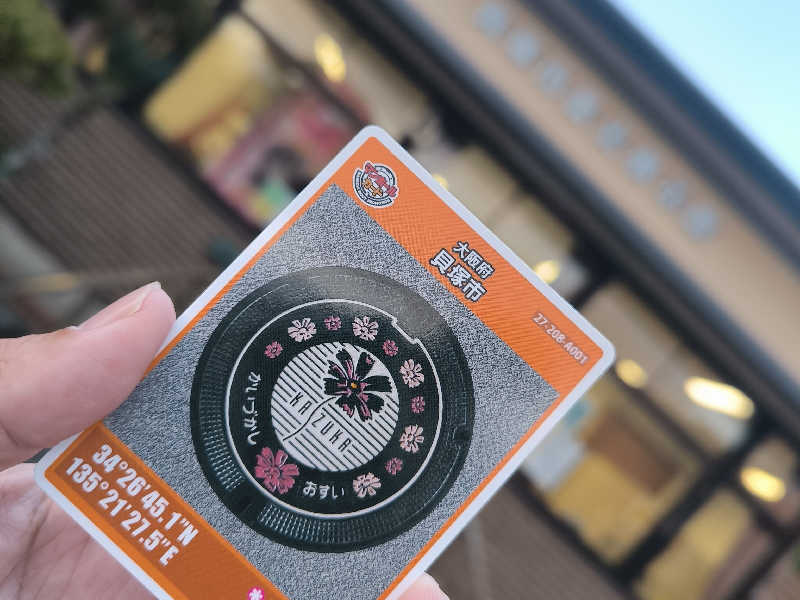 大阪府
貝塚市
27-208-A001
かいづかし
KAIZUKA
おすい
34°26'45.1"N
135°21'27.5"E